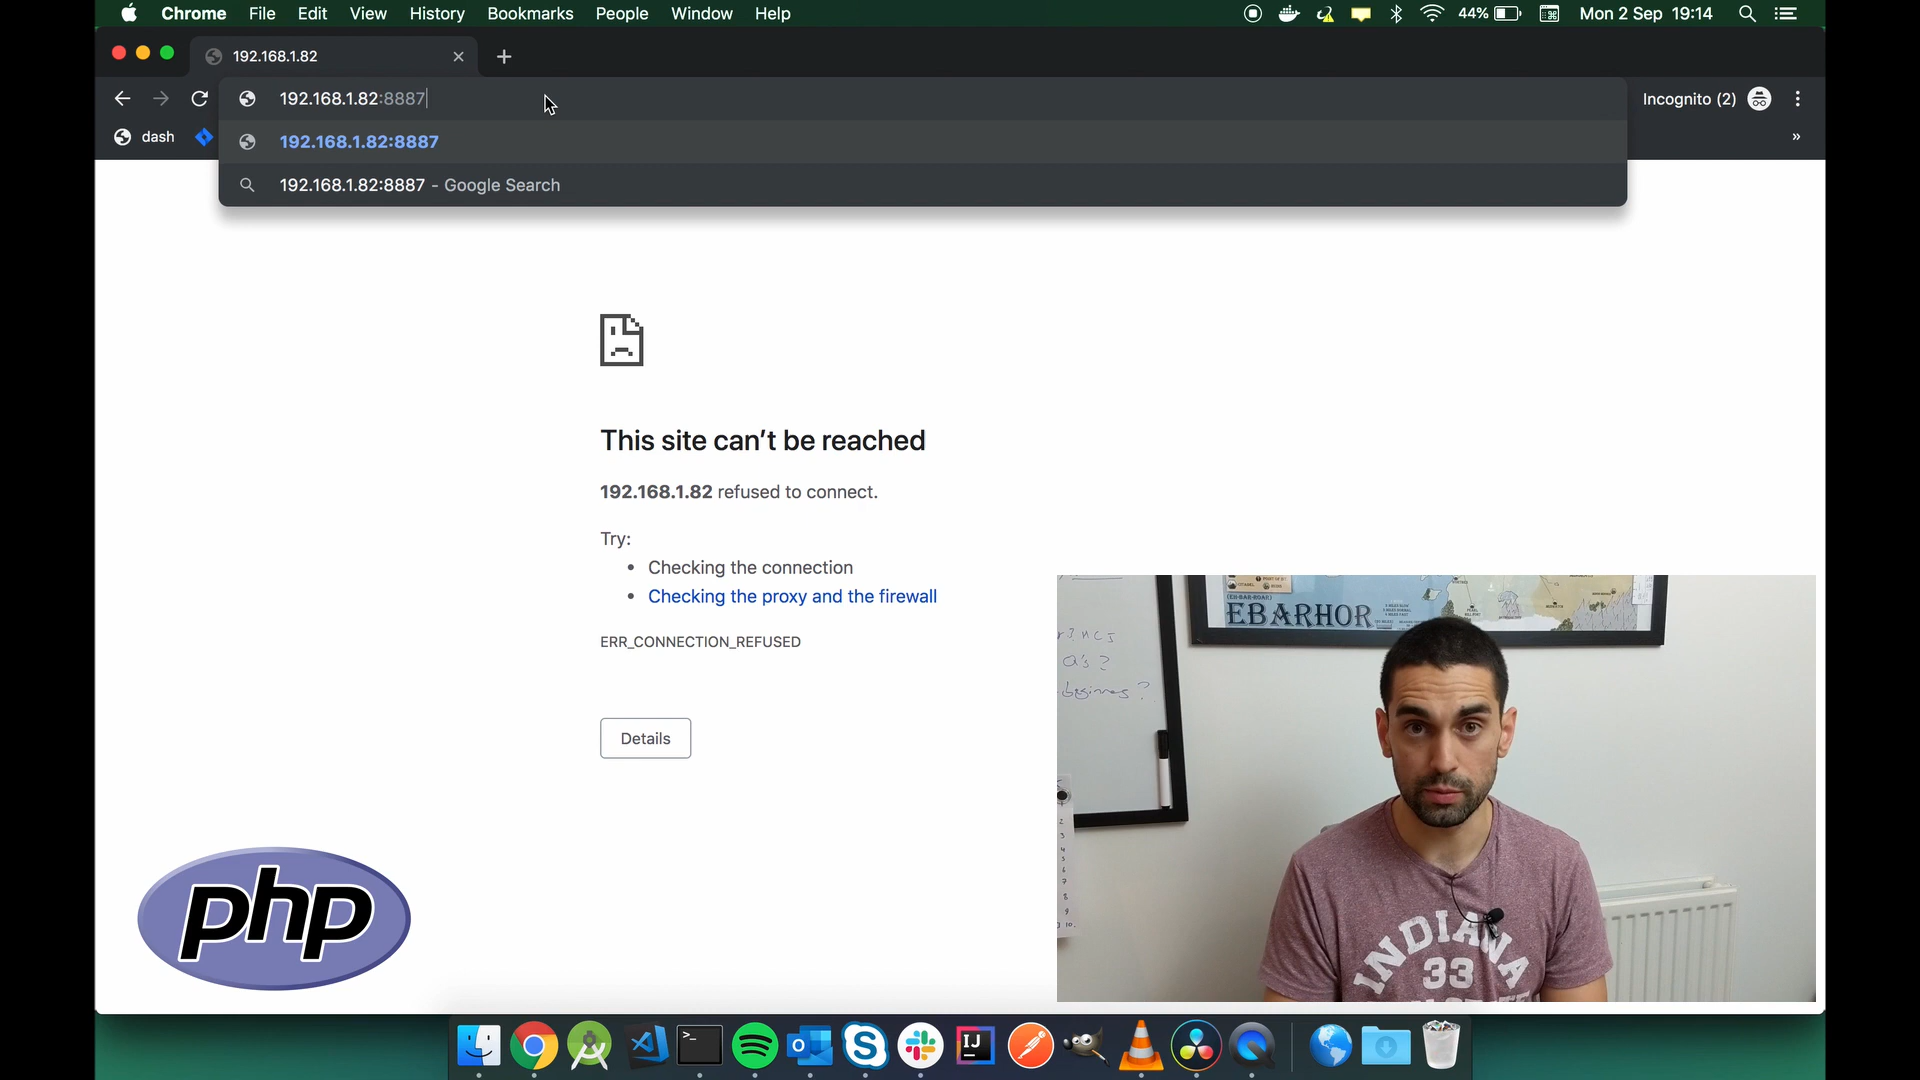 Chrome File Edit View History Bookmarks People Window Help
44% Mon 2 Sep 19:14
192.168.1.82
192.168.1.82:8887
Incognito (2)
dash
192.168.1.82:8887
»
192.168.1.82:8887 - Google Search
This site can't be reached
192.168.1.82 refused to connect.
Try:
• Checking the connection
• Checking the proxy and the firewall
ERR_CONNECTION_REFUSED
Details
EBARHOR
INDIANA
33
php